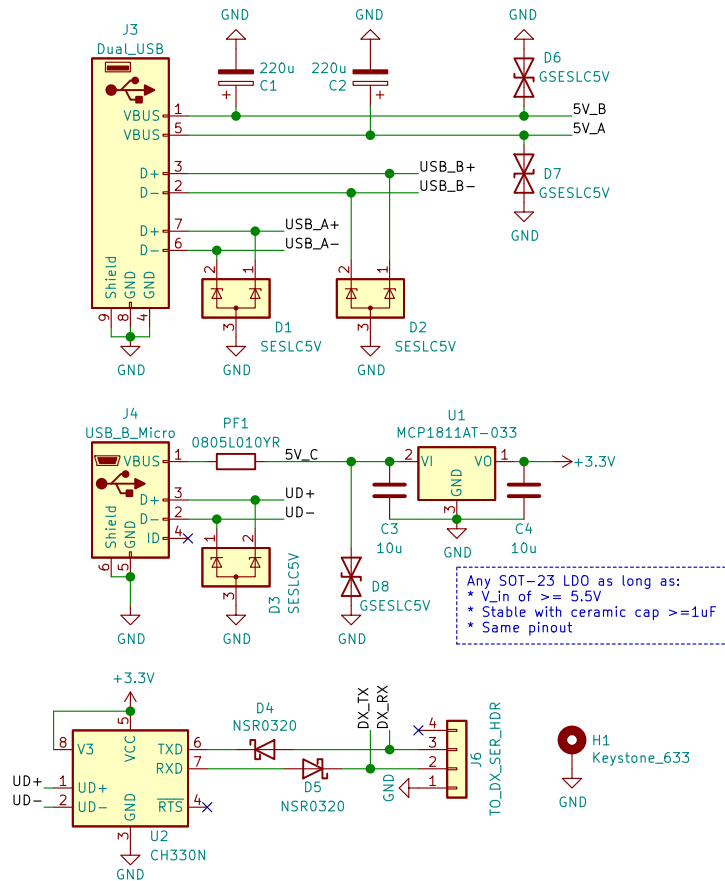 GND
GND
GND
J3
Dual_USB
220u
C1
220u
C2
D6
GSESLC5V
VBUS 1
5V_B
VBUS 5
5V_A
D+ 3
USB_B+
D- 2
USB_B-
D7
GSESLC5V
GND
D+ 7
USB_A+
D- 6
USB_A-
Shield
GND
GND
9
8
4
2
1
3
2
1
3
D1
SESLC5V
D2
SESLC5V
GND
GND
GND
J4
USB_B_Micro
PF1
0805L010YR
U1
MCP1811AT-033
VBUS 1
5V_C
2 VI
VO 1
+3.3V
GND
3
D+ 3
UD+
D- 2
UD-
ID 4
Shield
GND
6
5
1
2
3
D3
SESLC5V
C3
10u
GND
C4
10u
D8
GSESLC5V
GND
GND
GND
Any SOT-23 LDO as long as:
* V_in of >= 5.5V
* Stable with ceramic cap >=1uF
* Same pinout
+3.3V
5
VCC
8 V3
TXD 6
RXD 7
D4
NSR0320
D5
NSR0320
DX_TX
DX_RX
4
3
2
1
GND
J6
TO_DX_SER_HDR
H1
Keystone_633
GND
UD+ 1 UD+
UD- 2 UD-
GND
RTS 4
3
U2
CH330N
GND